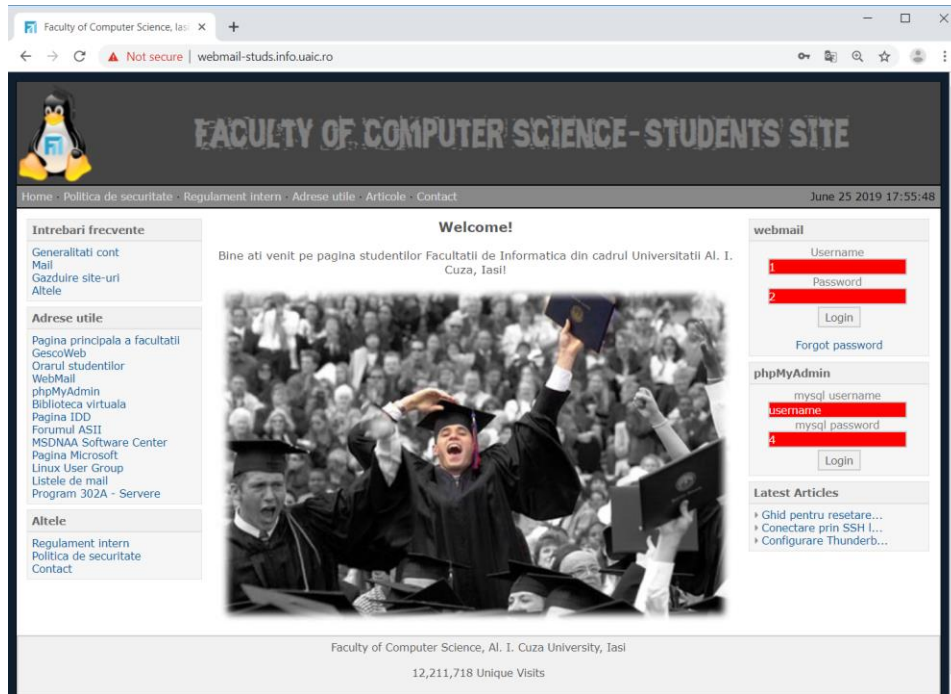 Faculty of Computer Science, Ias
Not secure | webmail-studs.info.uaic.ro
FACULTY OF COMPUTER SCIENCE-STUDENTS SITE
Home - Politica de securitate - Regulament intern - Adrese utile - Articole - Contact
June 25 2019 17:55:48
Intrebari frecvente
Generalitati cont
Mail
Gazduire site-uri
Altele
Adrese utile
Pagina principala a facultatii
GescoWeb
Orarul studentilor
WebMail
phpMyAdmin
Biblioteca virtuala
Pagina IDD
Forumul ASII
MSDNAA Software Center
Pagina Microsoft
Linux User Group
Listele de mail
Program 302A - Servere
Altele
Regulament intern
Politica de securitate
Contact
Welcome!
Bine ati venit pe pagina studentilor Facultatii de Informatica din cadrul Universitatii Al. I.
Cuza, Iasi!
webmail
Username
1
Password
2
Login
Forgot password
phpMyAdmin
mysql username
username
mysql password
4
Login
Latest Articles
Ghid pentru resetare...
Conectare prin SSH l...
Configurare Thunderb...
Faculty of Computer Science, Al. I. Cuza University, Iasi
12,211,718 Unique Visits